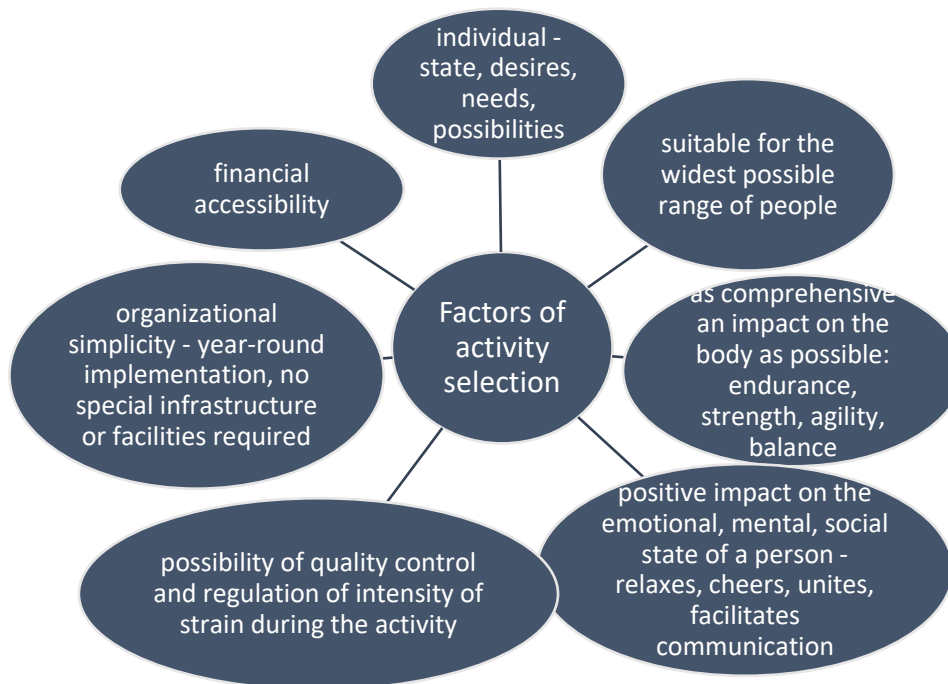 individual -
state, desires,
needs,
possibilities
suitable for the
widest possible
range of people
financial
accessibility
Factors of
activity
selection
as comprehensive
an impact on the
body as possible:
endurance,
strength, agility,
balance
organizational
simplicity - year-round
implementation, no
special infrastructure
or facilities required
positive impact on the
emotional, mental, social
state of a person -
relaxes, cheers, unites,
facilitates
communication
possibility of quality control
and regulation of intensity of
strain during the activity